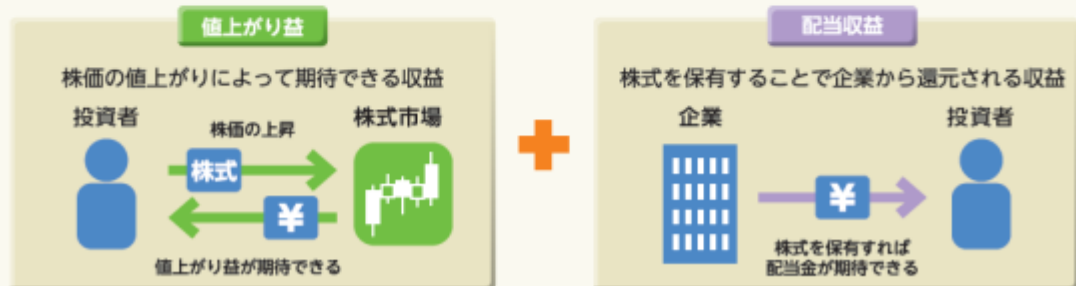 値上がり益
株価の値上がりによって期待できる収益
投資者
株価の上昇
株式市場
株式
¥
値上がり益が期待できる
配当収益
株式を保有することで企業から還元される収益
企業
投資者
¥
株式を保有すれば
配当金が期待できる